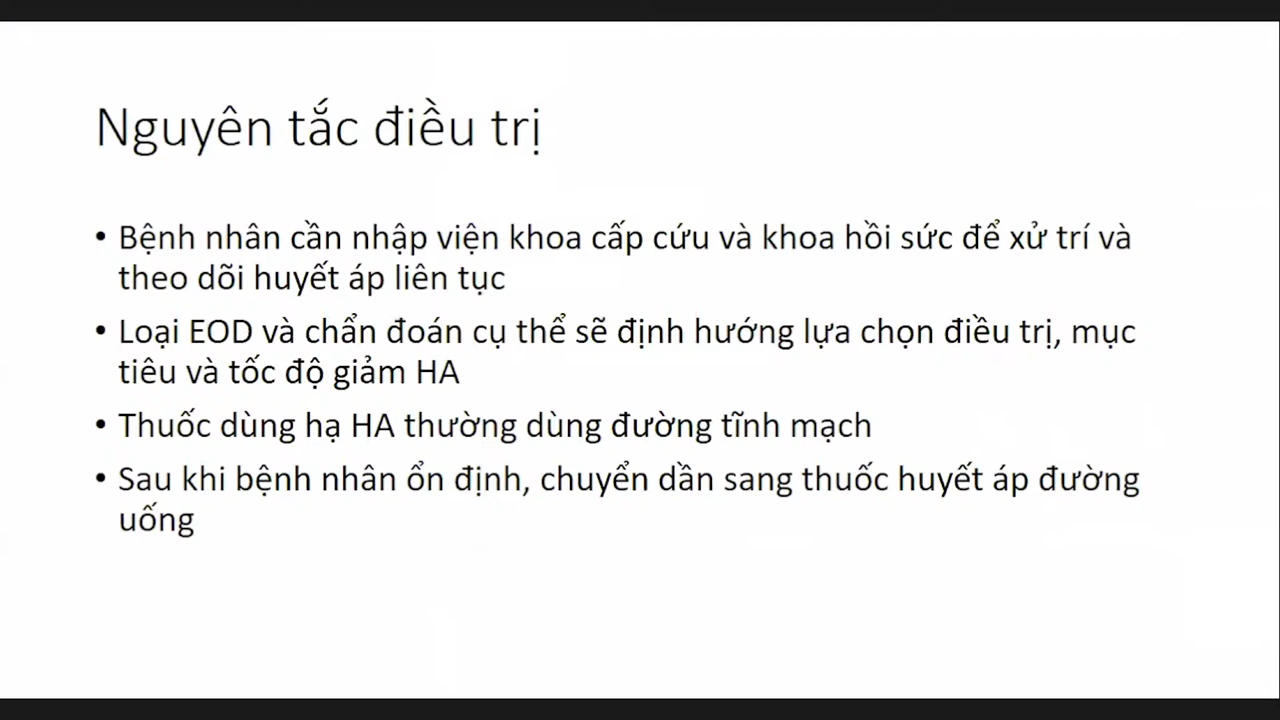 Nguyên tắc điều trị
• Bệnh nhân cần nhập viện khoa cấp cứu và khoa hồi sức để xử trí và
theo dõi huyết áp liên tục
• Loại EOD và chẩn đoán cụ thể sẽ định hướng lựa chọn điều trị, mục
tiêu và tốc độ giảm HA
• Thuốc dùng hạ HA thường dùng đường tĩnh mạch
• Sau khi bệnh nhân ổn định, chuyển dần sang thuốc huyết áp đường
uống